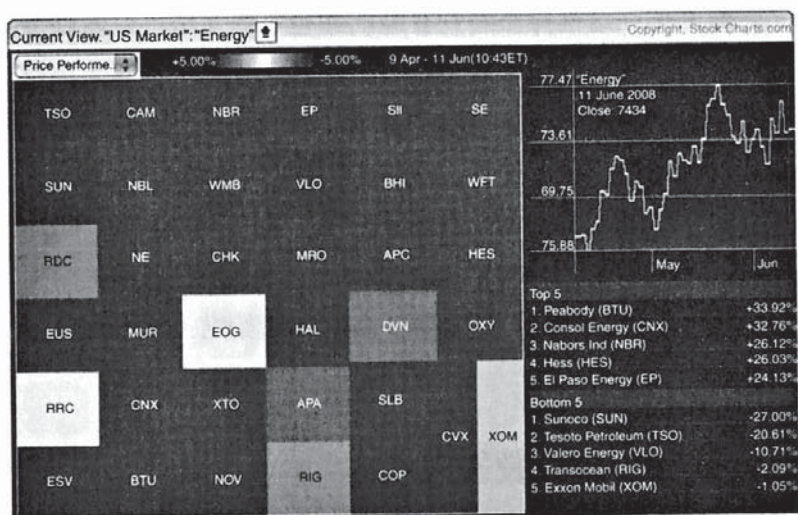 Current View. "US Market":"Energy"
Copyright, Stock Charts com
Price Performe..
+5.00%
-5.00%
9 Apr - 11 Jun(10:43ET)
TSO CAM NBR EP SII SE
SUN NBL WMB VLO BHI WFT
RDC NE CHK MRO APC HES
EUS MUR EOG HAL DVN OXY
RRC CNX XTO APA SLB
CVX XOM
ESV BTU NOV RIG COP
77.47
"Energy"
11 June 2008
Close: 7434
73.61
69.75
75.88
May Jun
Top 5
1. Peabody (BTU) +33.92%
2. Consol Energy (CNX) +32.76%
3. Nabors Ind (NBR) +26.12%
4. Hess (HES) +26.03%
5. El Paso Energy (EP) +24.13%
Bottom 5
1. Sunoco (SUN) -27.00%
2. Tesoto Petroleum (TSO) -20.61%
3. Valero Energy (VLO) -10.71%
4. Transocean (RIG) -2.09%
5. Exxon Mobil (XOM) -1.05%